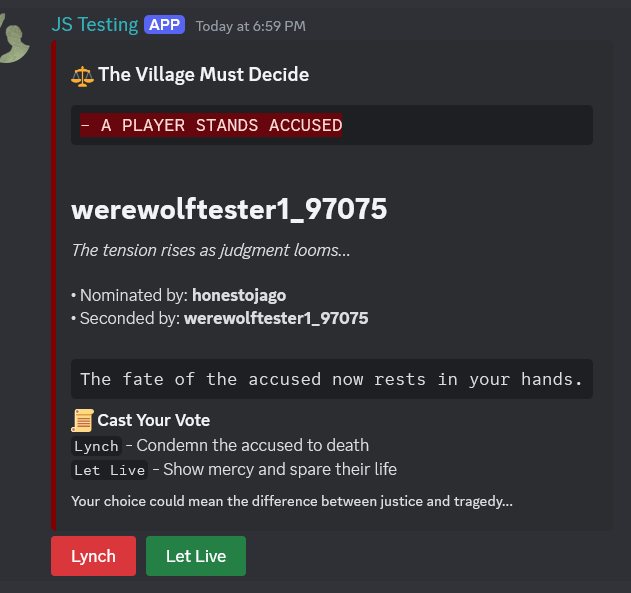 JS Testing APP Today at 6:59 PM
⚖️ The Village Must Decide
- A PLAYER STANDS ACCUSED
werewolftester1_97075
The tension rises as judgment looms...
• Nominated by: honestojago
• Seconded by: werewolftester1_97075
The fate of the accused now rests in your hands.
📜 Cast Your Vote
Lynch - Condemn the accused to death
Let Live - Show mercy and spare their life
Your choice could mean the difference between justice and tragedy...
Lynch Let Live